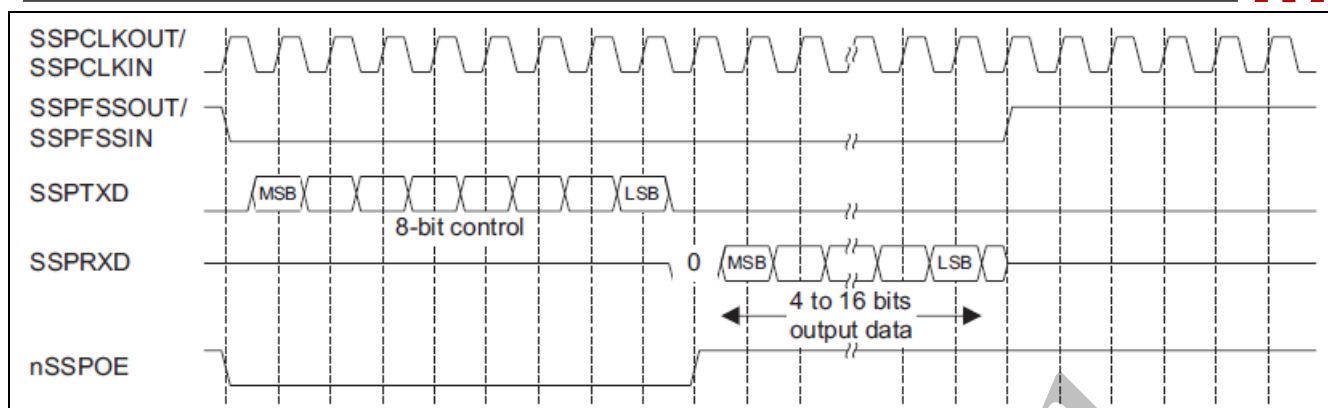 SSPCLKOUT/
SSPCLKIN
SSPFSSOUT/
SSPFSSIN
SSPTXD
MSB
LSB
8-bit control
SSPRXD
0
MSB
LSB
4 to 16 bits
output data
nSSPOE